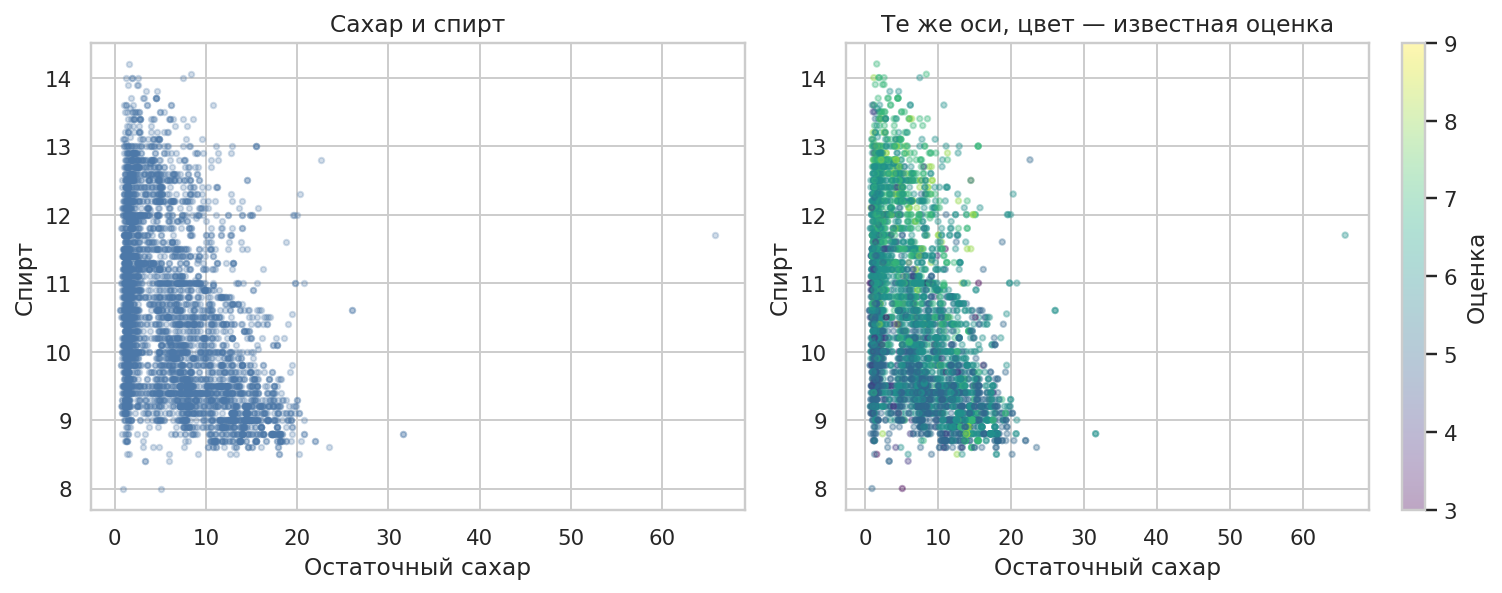 Сахар и спирт
14
13
12
11
10
9
8
Спирт
0 10 20 30 40 50 60
Остаточный сахар
Те же оси, цвет — известная оценка
14
13
12
11
10
9
8
Спирт
0 10 20 30 40 50 60
Остаточный сахар
9
8
7
6
5
4
3
Оценка